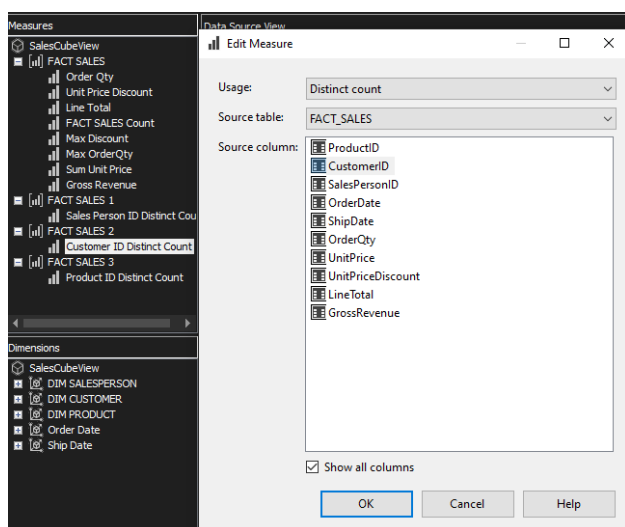 Measures
SalesCubeView
FACT SALES
Order Qty
Unit Price Discount
Line Total
FACT SALES Count
Max Discount
Max OrderQty
Sum Unit Price
Gross Revenue
FACT SALES 1
Sales Person ID Distinct Cou
FACT SALES 2
Customer ID Distinct Count
FACT SALES 3
Product ID Distinct Count
Dimensions
SalesCubeView
DIM SALESPERSON
DIM CUSTOMER
DIM PRODUCT
Order Date
Ship Date
Data Source View
Edit Measure
Usage: Distinct count
Source table: FACT_SALES
Source column: ProductID
CustomerID
SalesPersonID
OrderDate
ShipDate
OrderQty
UnitPrice
UnitPriceDiscount
LineTotal
GrossRevenue
Show all columns
OK Cancel Help